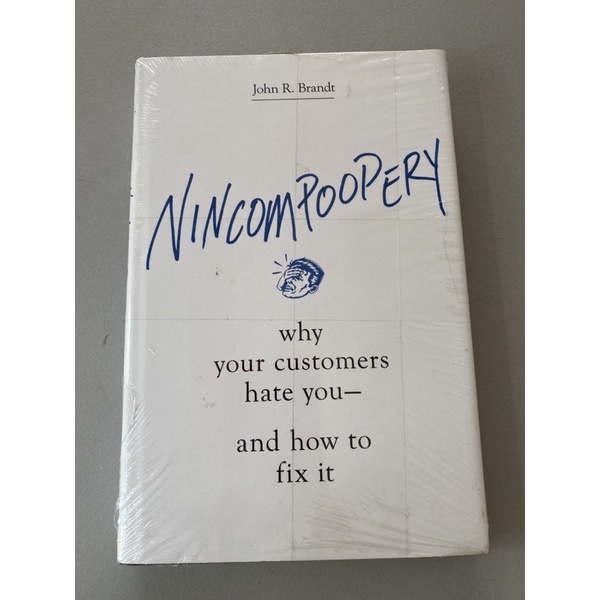 John R. Brandt
NINCOMPOOPERY
why
your customers
hate you—
and how to
fix it